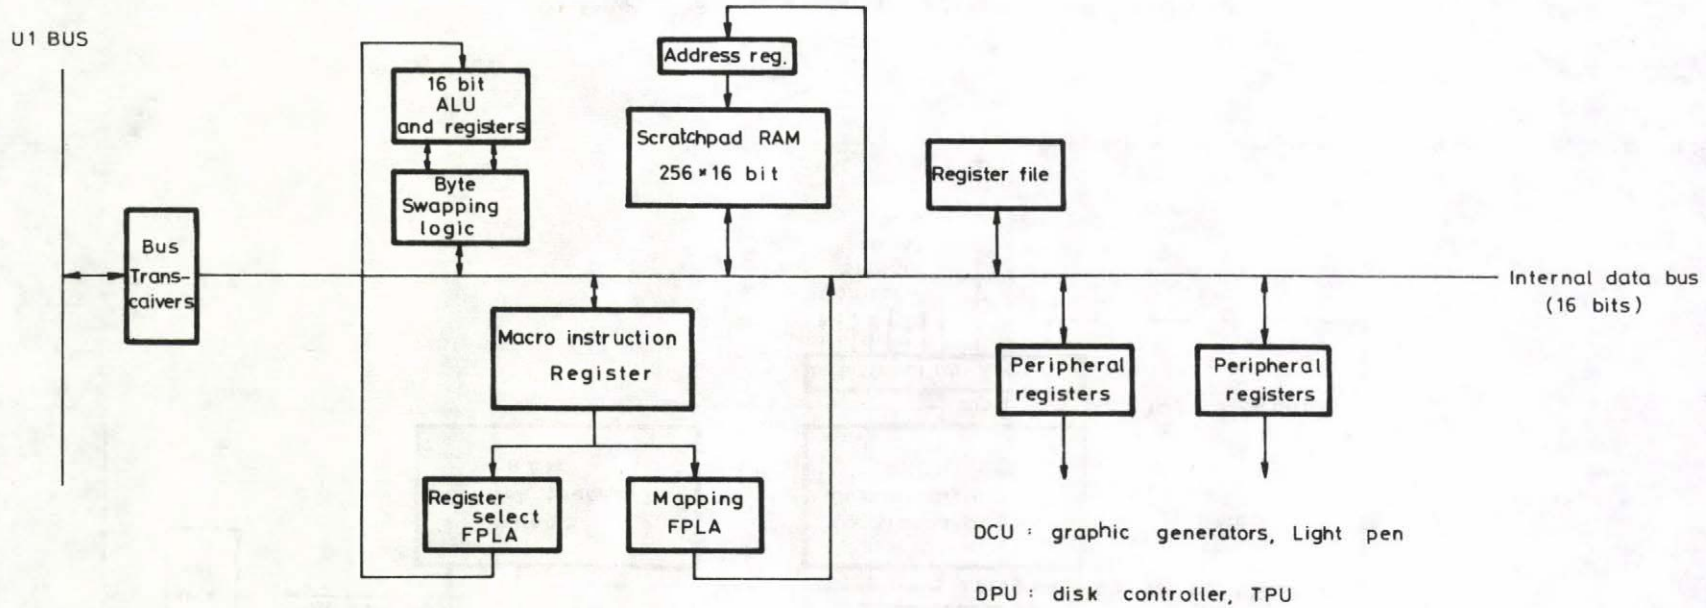 U1 BUS
Bus
Trans-
caivers
16 bit
ALU
and registers
Byte
Swapping
logic
Address reg.
Scratchpad RAM
256*16 bit
Register file
Internal data bus
(16 bits)
Macro instruction
Register
Register
select
FPLA
Mapping
FPLA
Peripheral
registers
Peripheral
registers
DCU : graphic generators, Light pen
DPU : disk controller, TPU